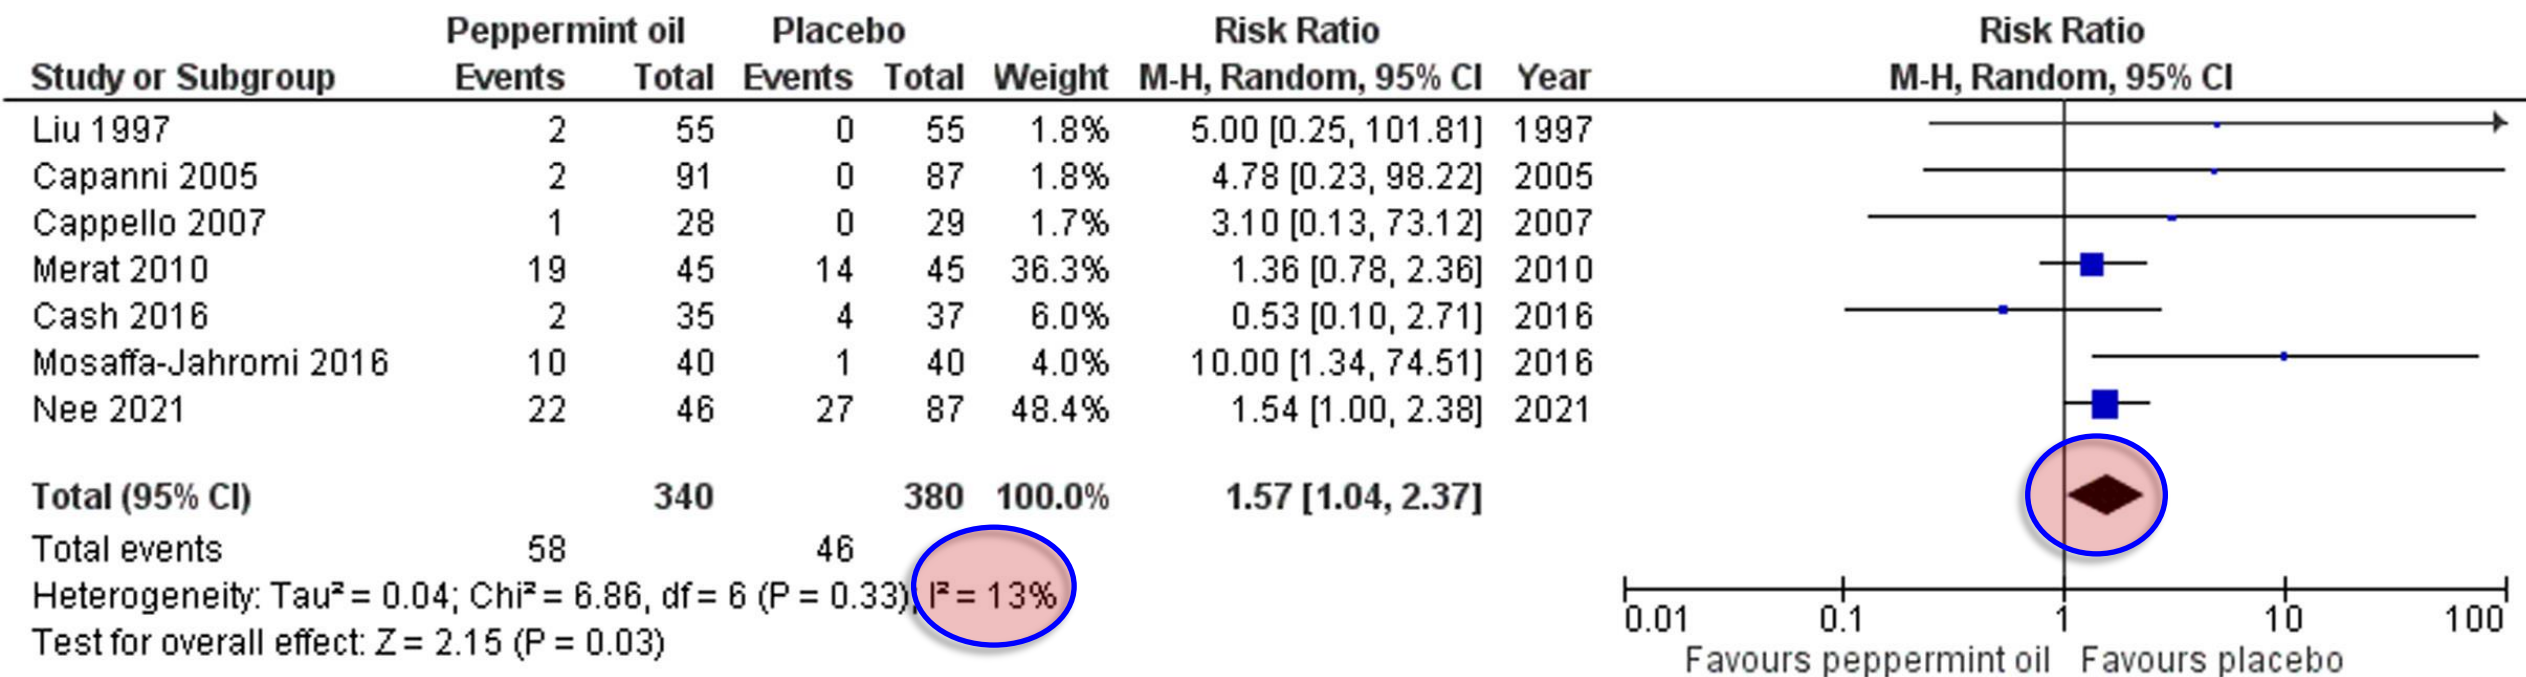 Peppermint oil Placebo Risk Ratio Risk Ratio
Study or Subgroup Events Total Events Total Weight M-H, Random, 95% CI Year M-H, Random, 95% CI
Liu 1997 2 55 0 55 1.8% 5.00 [0.25, 101.81] 1997
Capanni 2005 2 91 0 87 1.8% 4.78 [0.23, 98.22] 2005
Cappello 2007 1 28 0 29 1.7% 3.10 [0.13, 73.12] 2007
Merat 2010 19 45 14 45 36.3% 1.36 [0.78, 2.36] 2010
Cash 2016 2 35 4 37 6.0% 0.53 [0.10, 2.71] 2016
Mosaffa-Jahromi 2016 10 40 1 40 4.0% 10.00 [1.34, 74.51] 2016
Nee 2021 22 46 27 87 48.4% 1.54 [1.00, 2.38] 2021
Total (95% CI) 340 380 100.0% 1.57 [1.04, 2.37]
Total events 58 46
Heterogeneity: Tau² = 0.04; Chi² = 6.86, df = 6 (P = 0.33); I² = 13%
Test for overall effect: Z = 2.15 (P = 0.03)
0.01 0.1 1 10 100
Favours peppermint oil Favours placebo